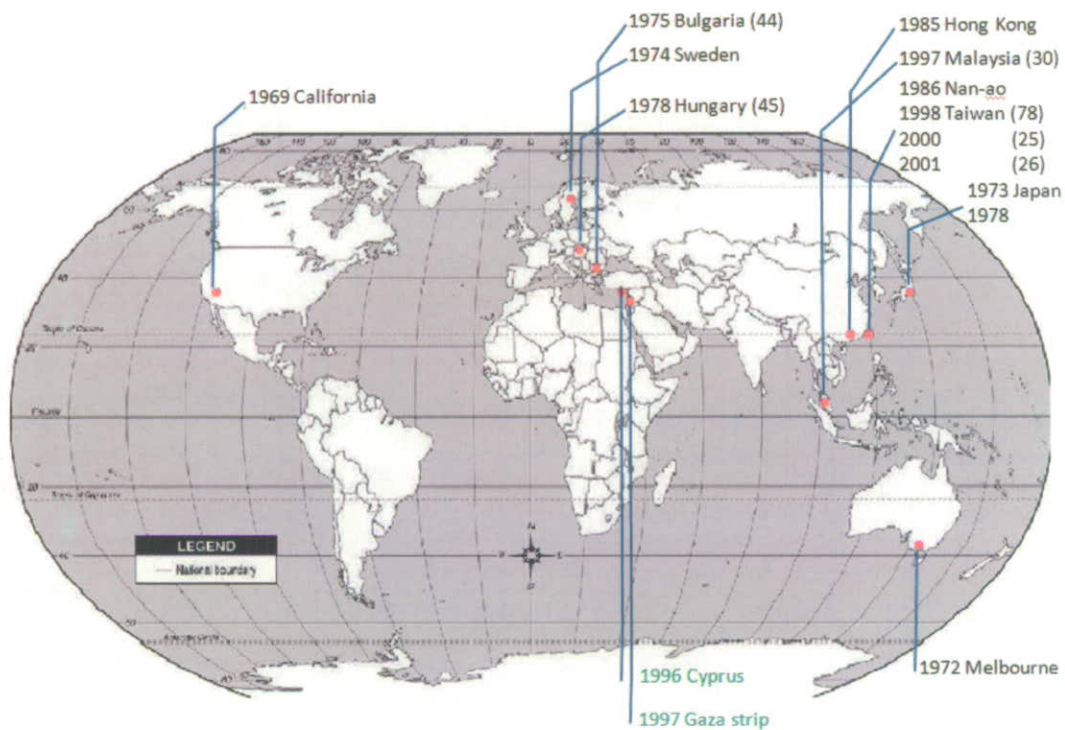 1975 Bulgaria (44)
1974 Sweden
1978 Hungary (45)
1969 California
1985 Hong Kong
1997 Malaysia (30)
1986 Nan-ao
1998 Taiwan (78)
2000 (25)
2001 (26)
1973 Japan
1978
LEGEND
National boundary
1996 Cyprus
1997 Gaza strip
1972 Melbourne